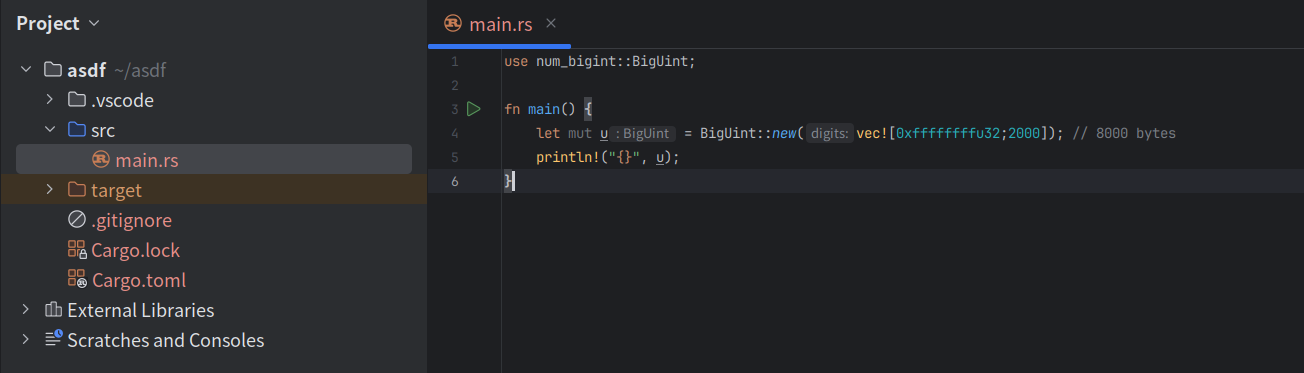 Project
asdf ~/asdf
.vscode
src
main.rs
target
.gitignore
Cargo.lock
Cargo.toml
External Libraries
Scratches and Consoles
main.rs
1 use num_bigint::BigUint;
2
3 fn main() {
4 let mut u : BigUint = BigUint::new( digits: vec![0xffffffffu32;2000]); // 8000 bytes
5 println!("{}", u);
6 }